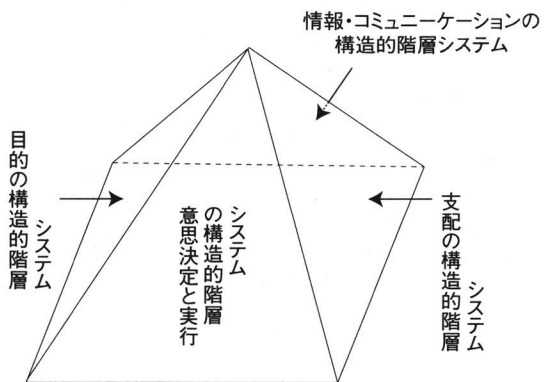 情報・コミュニーケーションの
構造的階層システム
目的の構造的階層
システム
意思決定と実行
の構造的階層
システム
支配の構造的階層
システム